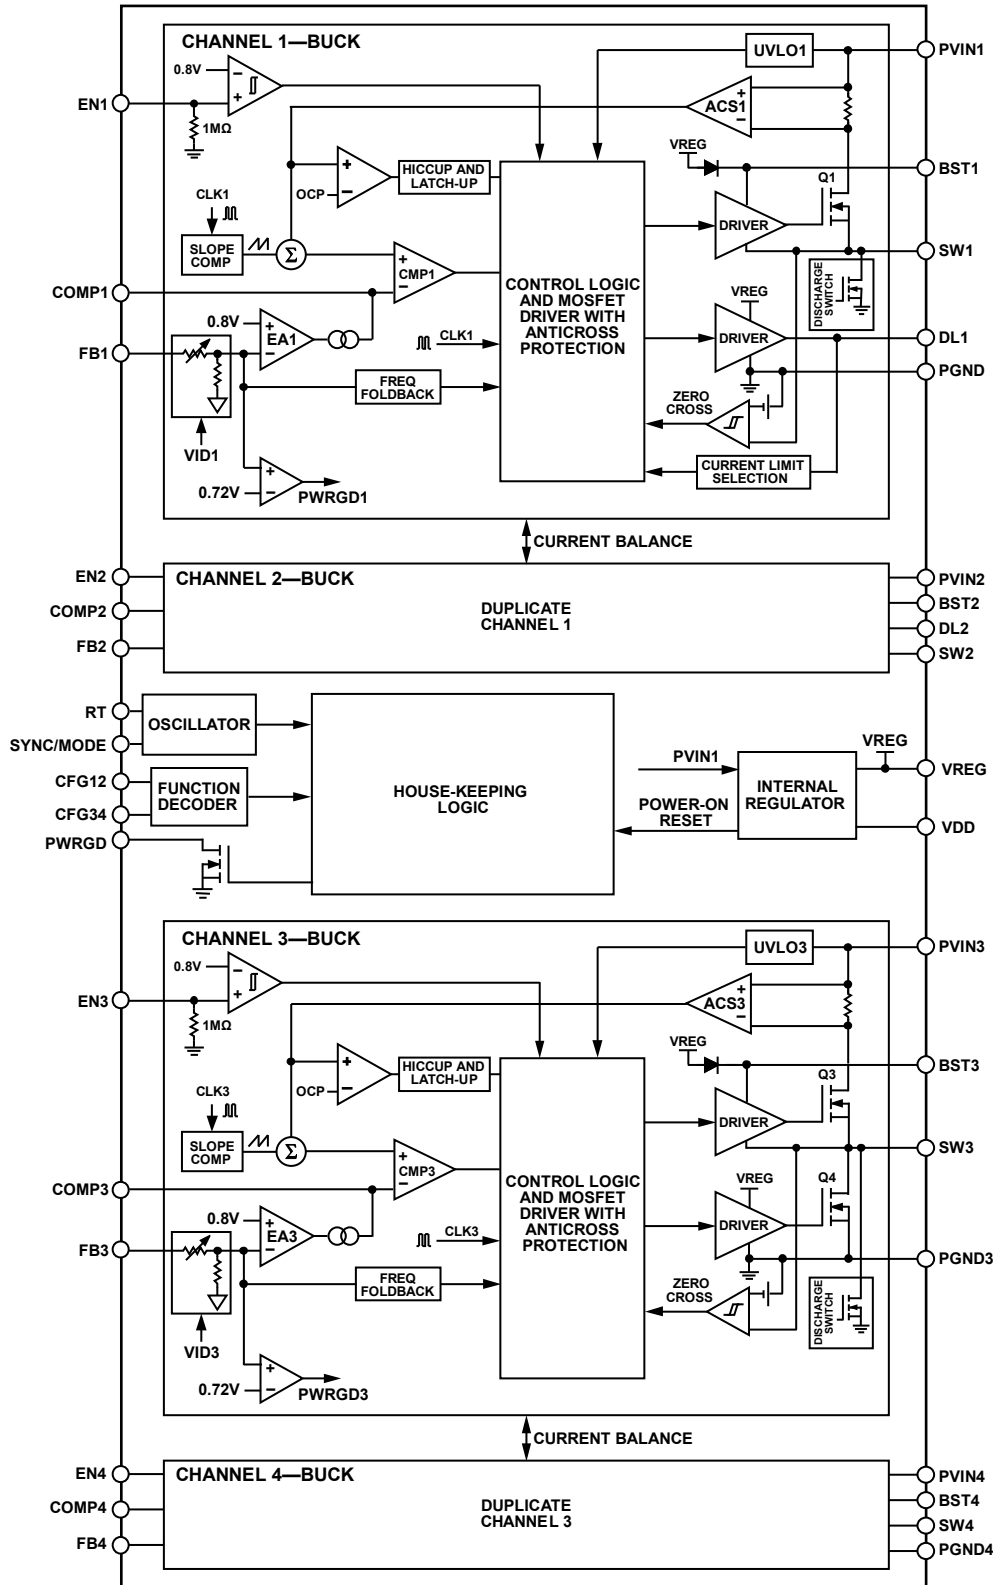 CHANNEL 1—BUCK
UVLO1
PVIN1
0.8V
EN1
1MΩ
ACS1
VREG
BST1
OCP
HICCUP AND
LATCH-UP
Q1
CLK1
SLOPE
COMP
Σ
CMP1
DRIVER
SW1
COMP1
CONTROL LOGIC
AND MOSFET
DRIVER WITH
ANTICROSS
PROTECTION
DISCHARGE
SWITCH
VREG
0.8V
EA1
CLK1
DRIVER
DL1
FB1
PGND
FREQ
FOLDBACK
ZERO
CROSS
VID1
CURRENT LIMIT
SELECTION
0.72V
PWRGD1
CURRENT BALANCE
EN2
CHANNEL 2—BUCK
PVIN2
COMP2
DUPLICATE
CHANNEL 1
BST2
DL2
FB2
SW2
RT
OSCILLATOR
SYNC/MODE
CFG12
FUNCTION
DECODER
CFG34
PWRGD
HOUSE-KEEPING
LOGIC
PVIN1
POWER-ON
RESET
INTERNAL
REGULATOR
VREG
VREG
VDD
CHANNEL 3—BUCK
UVLO3
PVIN3
0.8V
EN3
1MΩ
ACS3
VREG
BST3
OCP
HICCUP AND
LATCH-UP
Q3
CLK3
SLOPE
COMP
Σ
CMP3
DRIVER
SW3
COMP3
CONTROL LOGIC
AND MOSFET
DRIVER WITH
ANTICROSS
PROTECTION
VREG
Q4
0.8V
EA3
CLK3
DRIVER
FB3
PGND3
FREQ
FOLDBACK
ZERO
CROSS
DISCHARGE
SWITCH
VID3
0.72V
PWRGD3
CURRENT BALANCE
EN4
CHANNEL 4—BUCK
PVIN4
COMP4
DUPLICATE
CHANNEL 3
BST4
SW4
FB4
PGND4